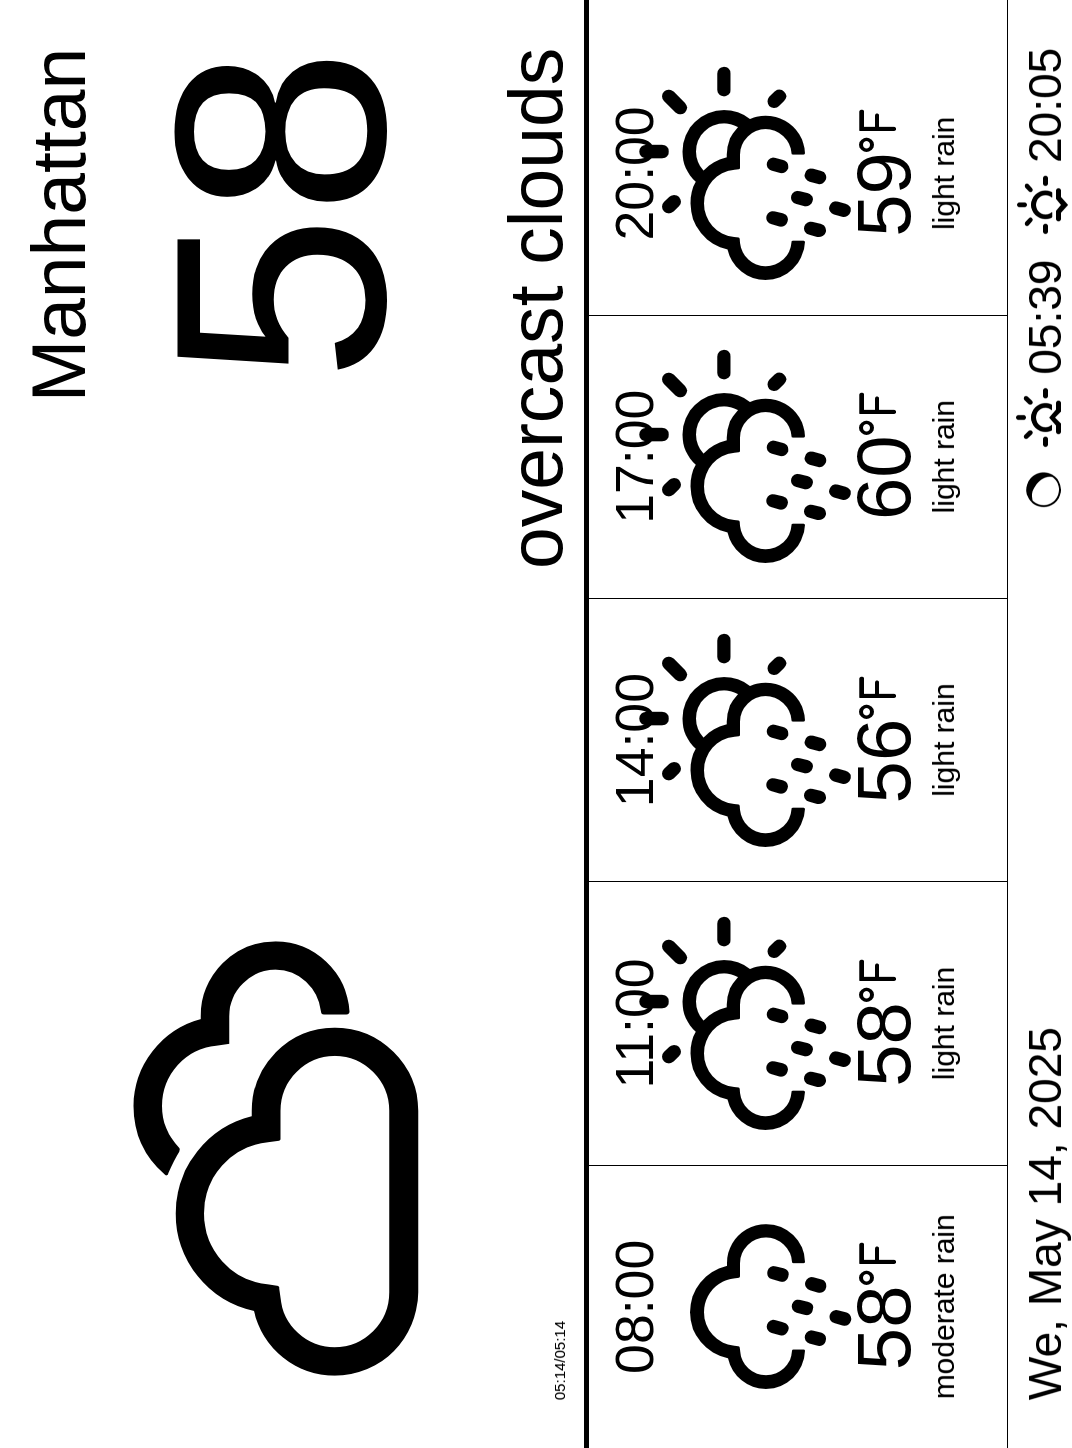 Manhattan
58
05:14/05:14
overcast clouds
08:00 11:00 14:00 17:00 20:00
58°F 58°F 56°F 60°F 59°F
moderate rain light rain light rain light rain light rain
We, May 14, 2025 05:39 20:05